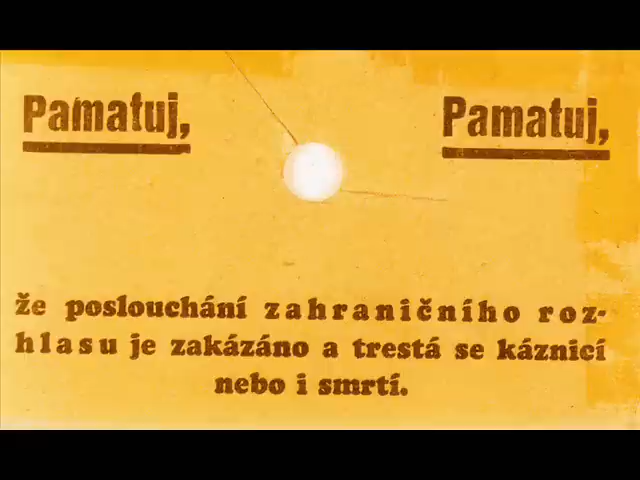 Pamatuj, Pamatuj,
že poslouchání zahraničního roz-
hlasu je zakázáno a trestá se káznicí
nebo i smrtí.